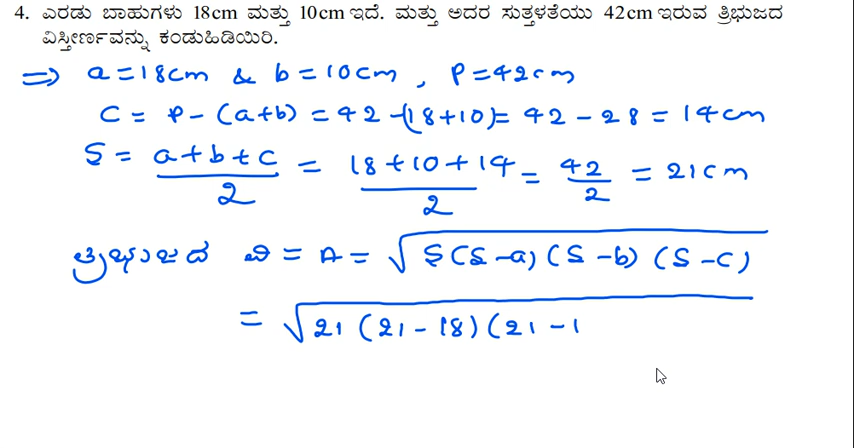 4. ಎರಡು ಬಾಹುಗಳು 18cm ಮತ್ತು 10cm ಇದೆ. ಮತ್ತು ಅದರ ಸುತ್ತಳತೆಯು 42cm ಇರುವ ತ್ರಿಭುಜದ
ವಿಸ್ತೀರ್ಣವನ್ನು ಕಂಡುಹಿಡಿಯಿರಿ.
⇒ a=18cm & b=10cm, P=42cm
C = P-(a+b) = 42-(18+10)= 42-28 = 14cm
S = a+b+c/2 = 18+10+14/2 = 42/2 = 21cm
ತ್ರಿಭುಜದ ವಿ = A = √S(S-a)(S-b)(S-c)
= √21(21-18)(21-1